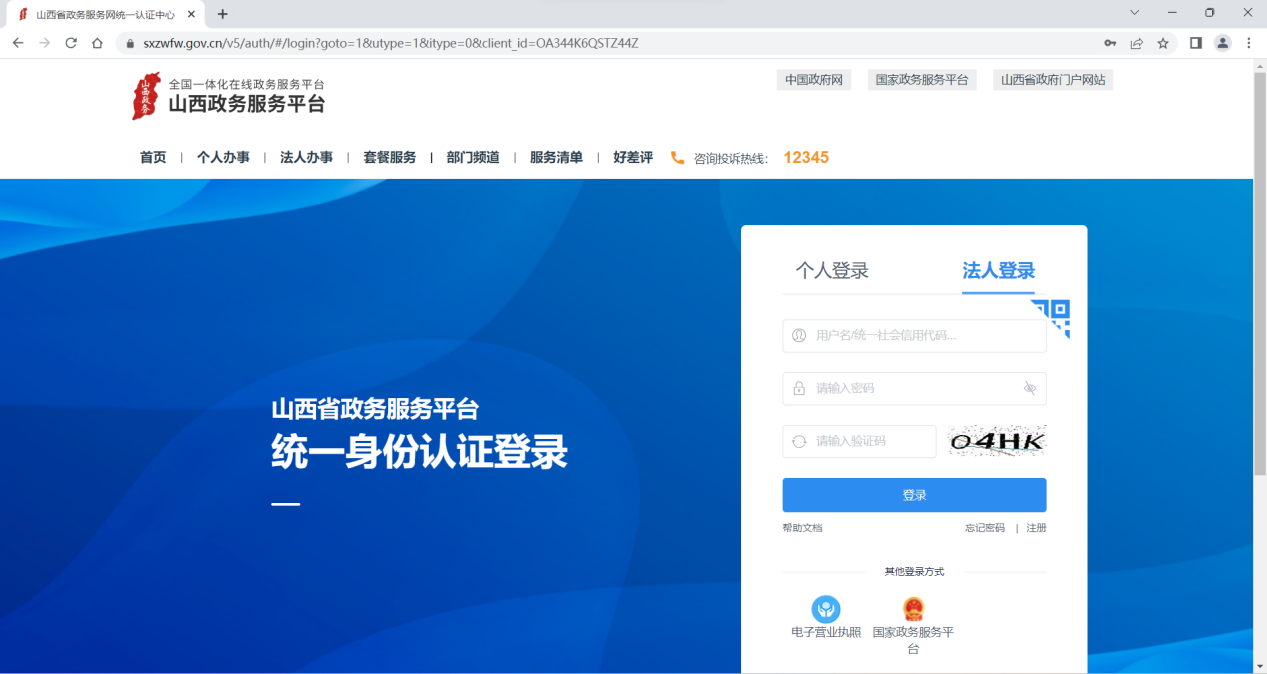 山西省政务服务网统一认证中心
sxzwfw.gov.cn/v5/auth/#/login?goto=1&utype=1&itype=0&client_id=OA344K6QSTZ44Z
山西政务
全国一体化在线政务服务平台
山西政务服务平台
中国政府网
国家政务服务平台
山西省政府门户网站
首页 | 个人办事 | 法人办事 | 套餐服务 | 部门频道 | 服务清单 | 好差评 咨询投诉热线： 12345
山西省政务服务平台
统一身份认证登录
个人登录 法人登录
用户名/统一社会信用代码...
请输入密码
请输入验证码 O4HK
登录
帮助文档 忘记密码 | 注册
其他登录方式
电子营业执照 国家政务服务平
台